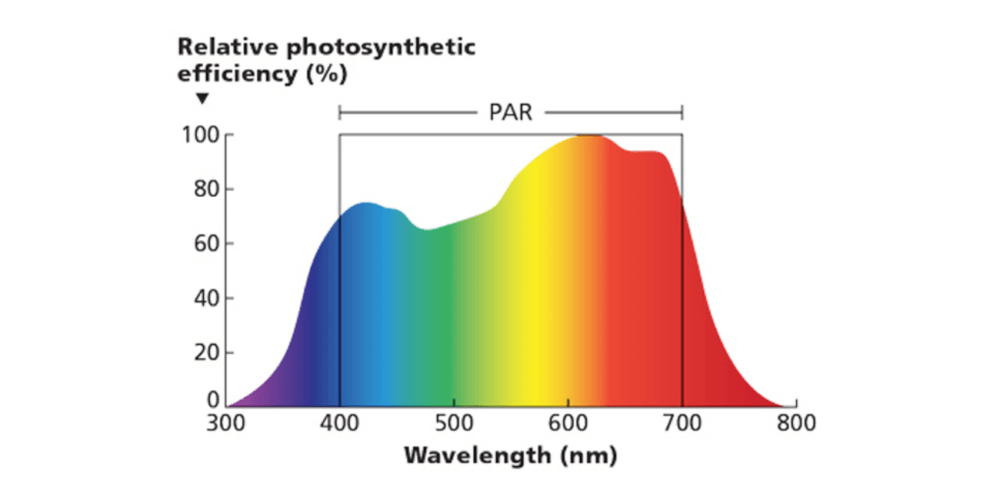 Relative photosynthetic
efficiency (%)
▼
PAR
100
80
60
40
20
0
300 400 500 600 700 800
Wavelength (nm)